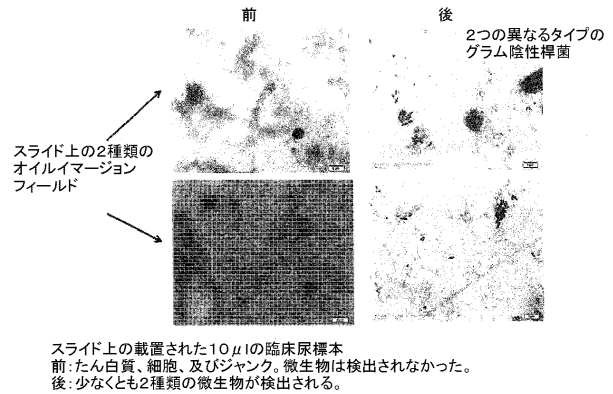 前
後
2つの異なるタイプの
グラム陰性桿菌
スライド上の2種類の
オイルイマージョン
フィールド
スライド上の載置された10μlの臨床尿標本
前:たん白質、細胞、及びジャンク。微生物は検出されなかった。
後:少なくとも2種類の微生物が検出される。